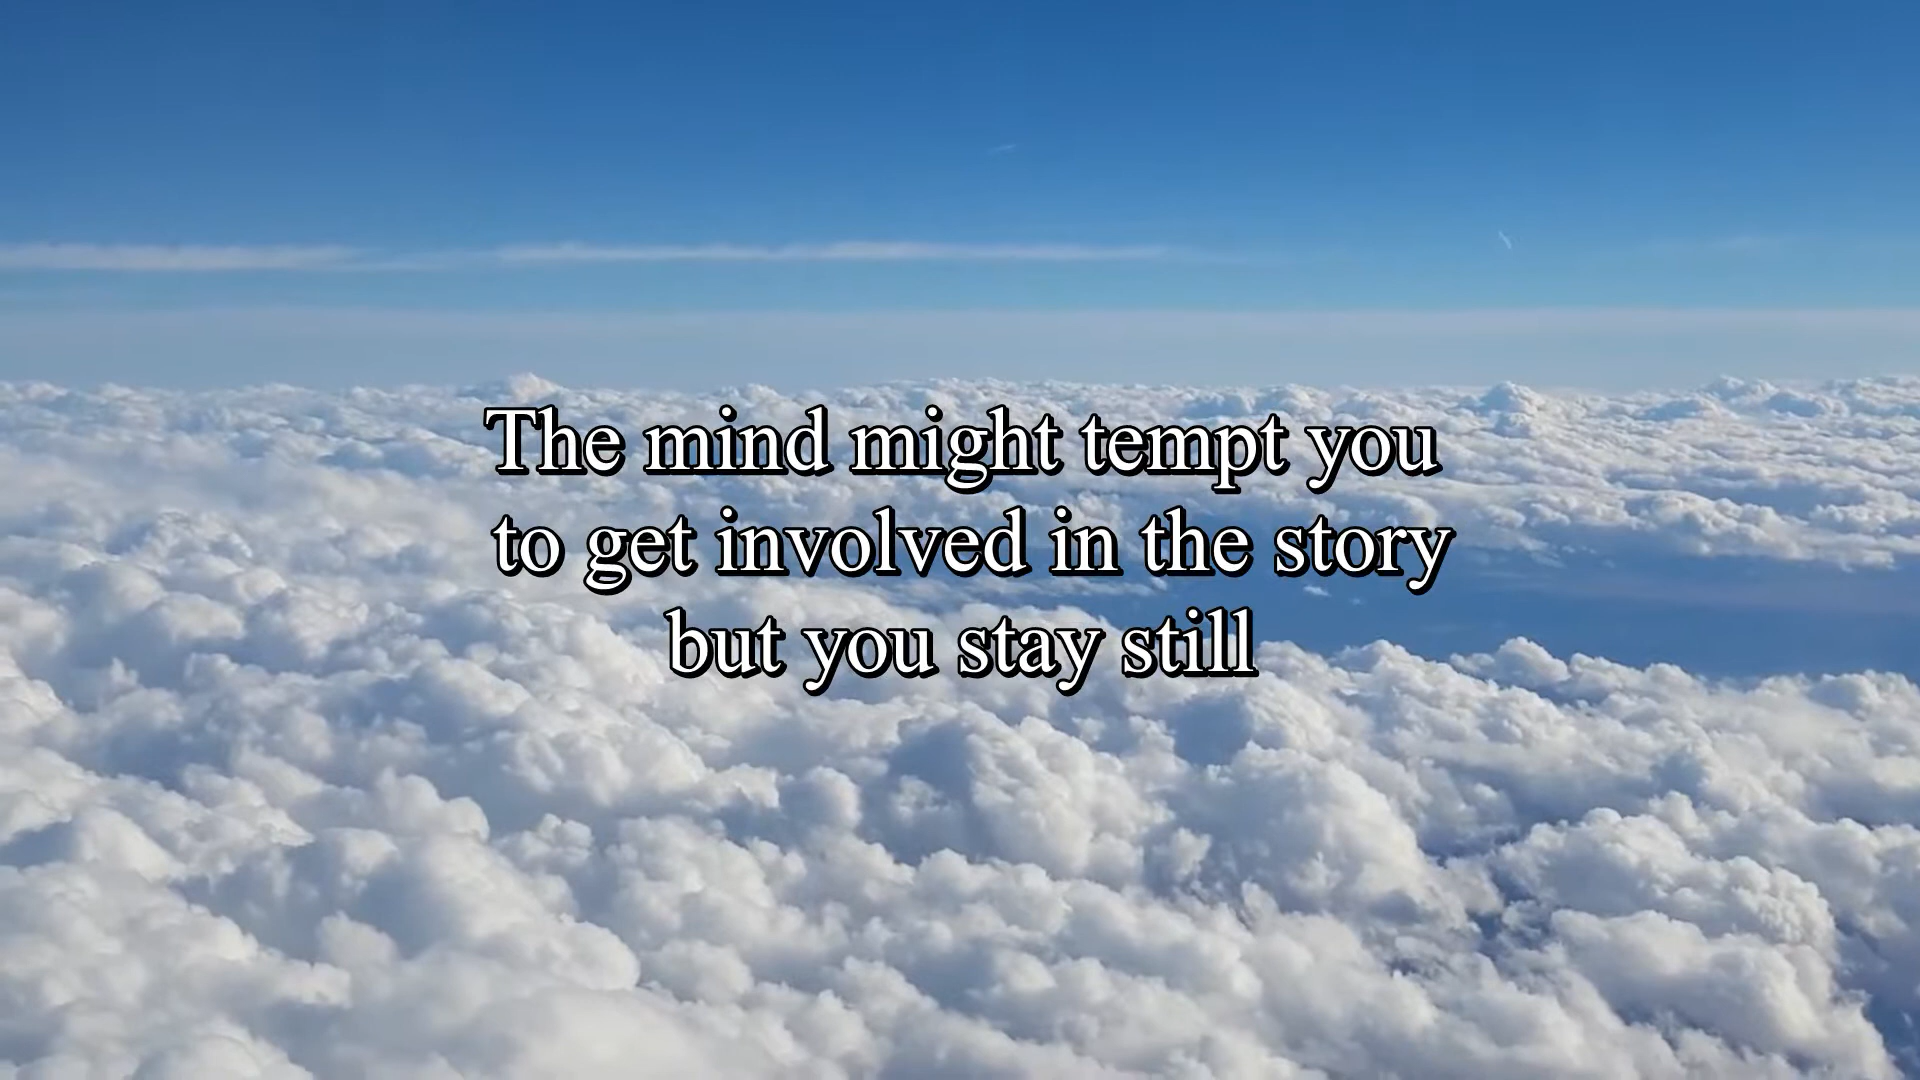 The mind might tempt you
to get involved in the story
but you stay still